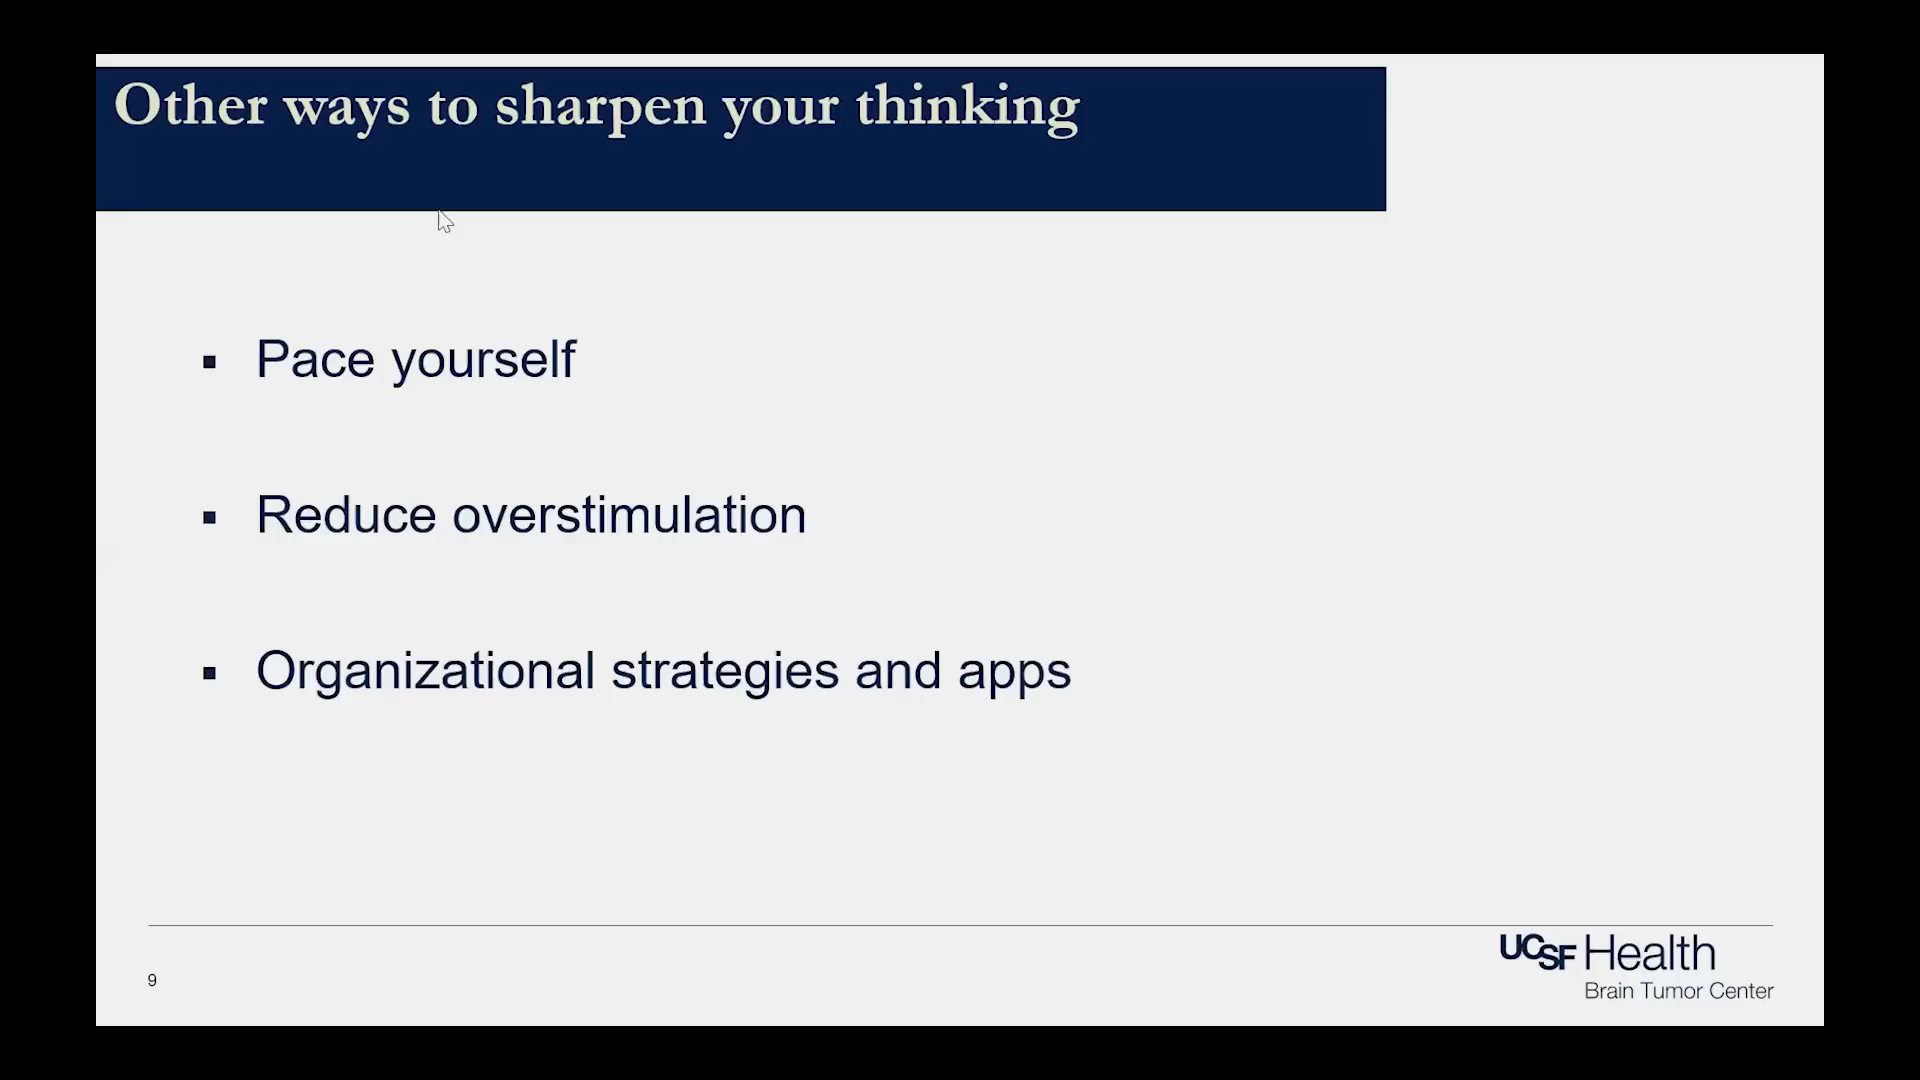 Other ways to sharpen your thinking
▪ Pace yourself
▪ Reduce overstimulation
▪ Organizational strategies and apps
9
UCSF Health
Brain Tumor Center